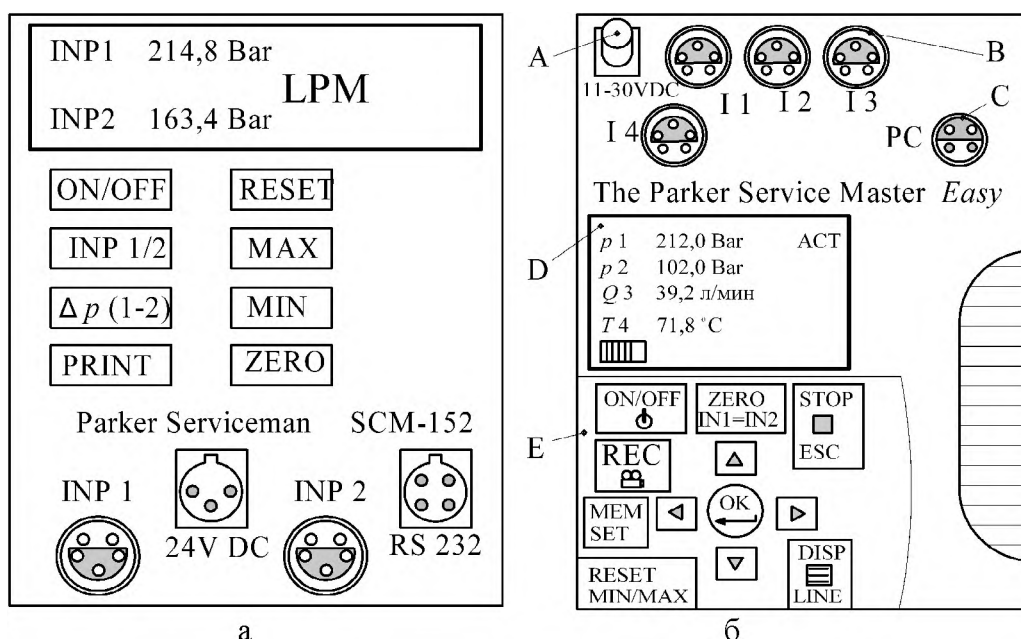 INP1 214,8 Bar
LPM
INP2 163,4 Bar
ON/OFF RESET
INP 1/2 MAX
Δ p (1-2) MIN
PRINT ZERO
Parker Serviceman SCM-152
INP 1 INP 2
24V DC RS 232
а
A
B
11-30VDC
I 1 I 2 I 3
C
I 4
PC
The Parker Service Master Easy
D
p 1 212,0 Bar ACT
p 2 102,0 Bar
Q 3 39,2 л/мин
T 4 71,8 °C
E
ON/OFF
ZERO
IN1=IN2
STOP
ESC
REC
MEM
SET
OK
RESET
MIN/MAX
DISP
LINE
б